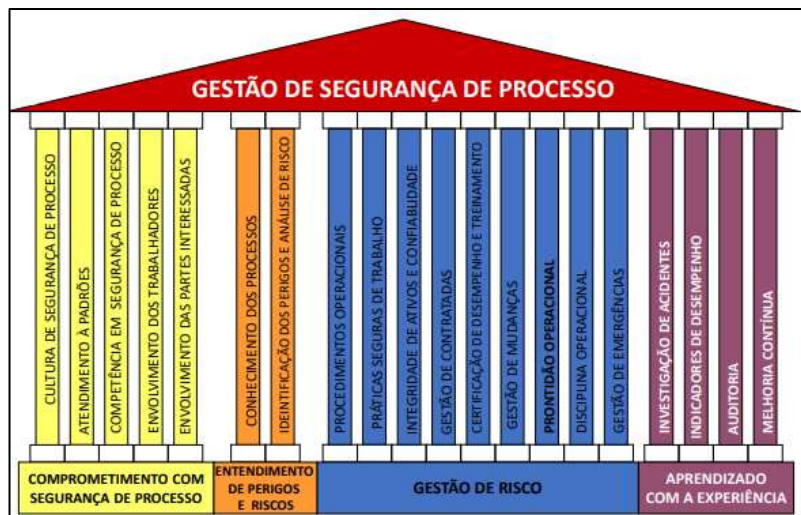 GESTÃO DE SEGURANÇA DE PROCESSO
CULTURA DE SEGURANÇA DE PROCESSO
ATENDIMENTO À PADRÕES
COMPETÊNCIA EM SEGURANÇA DE PROCESSO
ENVOLVIMENTO DOS TRABALHADORES
ENVOLVIMENTO DAS PARTES INTERESSADAS
CONHECIMENTO DOS PROCESSOS
IDENTIFICAÇÃO DOS PERIGOS E ANÁLISE DE RISCO
PROCEDIMENTOS OPERACIONAIS
PRÁTICAS SEGURAS DE TRABALHO
INTEGRIDADE DE ATIVOS E CONFIABLIDADE
GESTÃO DE CONTRATADAS
CERTIFICAÇÃO DE DESEMPENHO E TREINAMENTO
GESTÃO DE MUDANÇAS
PRONTIDÃO OPERACIONAL
DISCIPLINA OPERACIONAL
GESTÃO DE EMERGÊNCIAS
INVESTIGAÇÃO DE ACIDENTES
INDICADORES DE DESEMPENHO
AUDITORIA
MELHORIA CONTÍNUA
COMPROMETIMENTO COM
SEGURANÇA DE PROCESSO
ENTENDIMENTO
DE PERIGOS
E RISCOS
GESTÃO DE RISCO
APRENDIZADO
COM A EXPERIÊNCIA